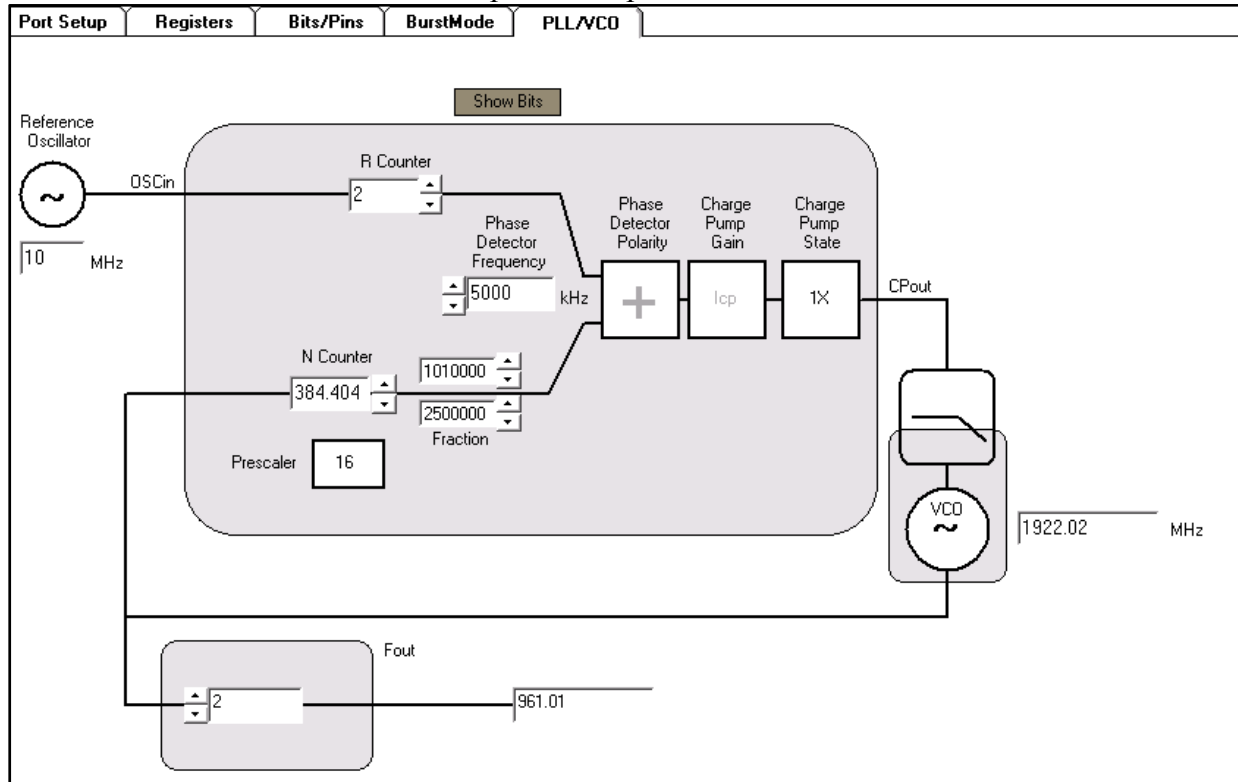 Port Setup
Registers
Bits/Pins
BurstMode
PLL/VCO
Show Bits
Reference
Oscillator
OSCin
10
MHz
R Counter
2
Phase
Detector
Frequency
5000
kHz
Phase
Detector
Polarity
Charge
Pump
Gain
Charge
Pump
State
+
Icp
1X
CPout
N Counter
384.404
1010000
2500000
Fraction
Prescaler
16
VCO
1922.02
MHz
Fout
2
961.01